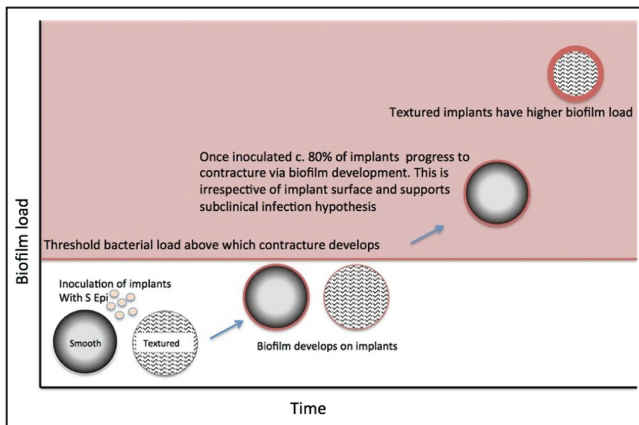 Textured implants have higher biofilm load
Once inoculated c. 80% of implants progress to
contracture via biofilm development. This is
irrespective of implant surface and supports
subclinical infection hypothesis
Threshold bacterial load above which contracture develops
Inoculation of implants
With S Epi
Smooth
Textured
Biofilm develops on implants
Biofilm load
Time